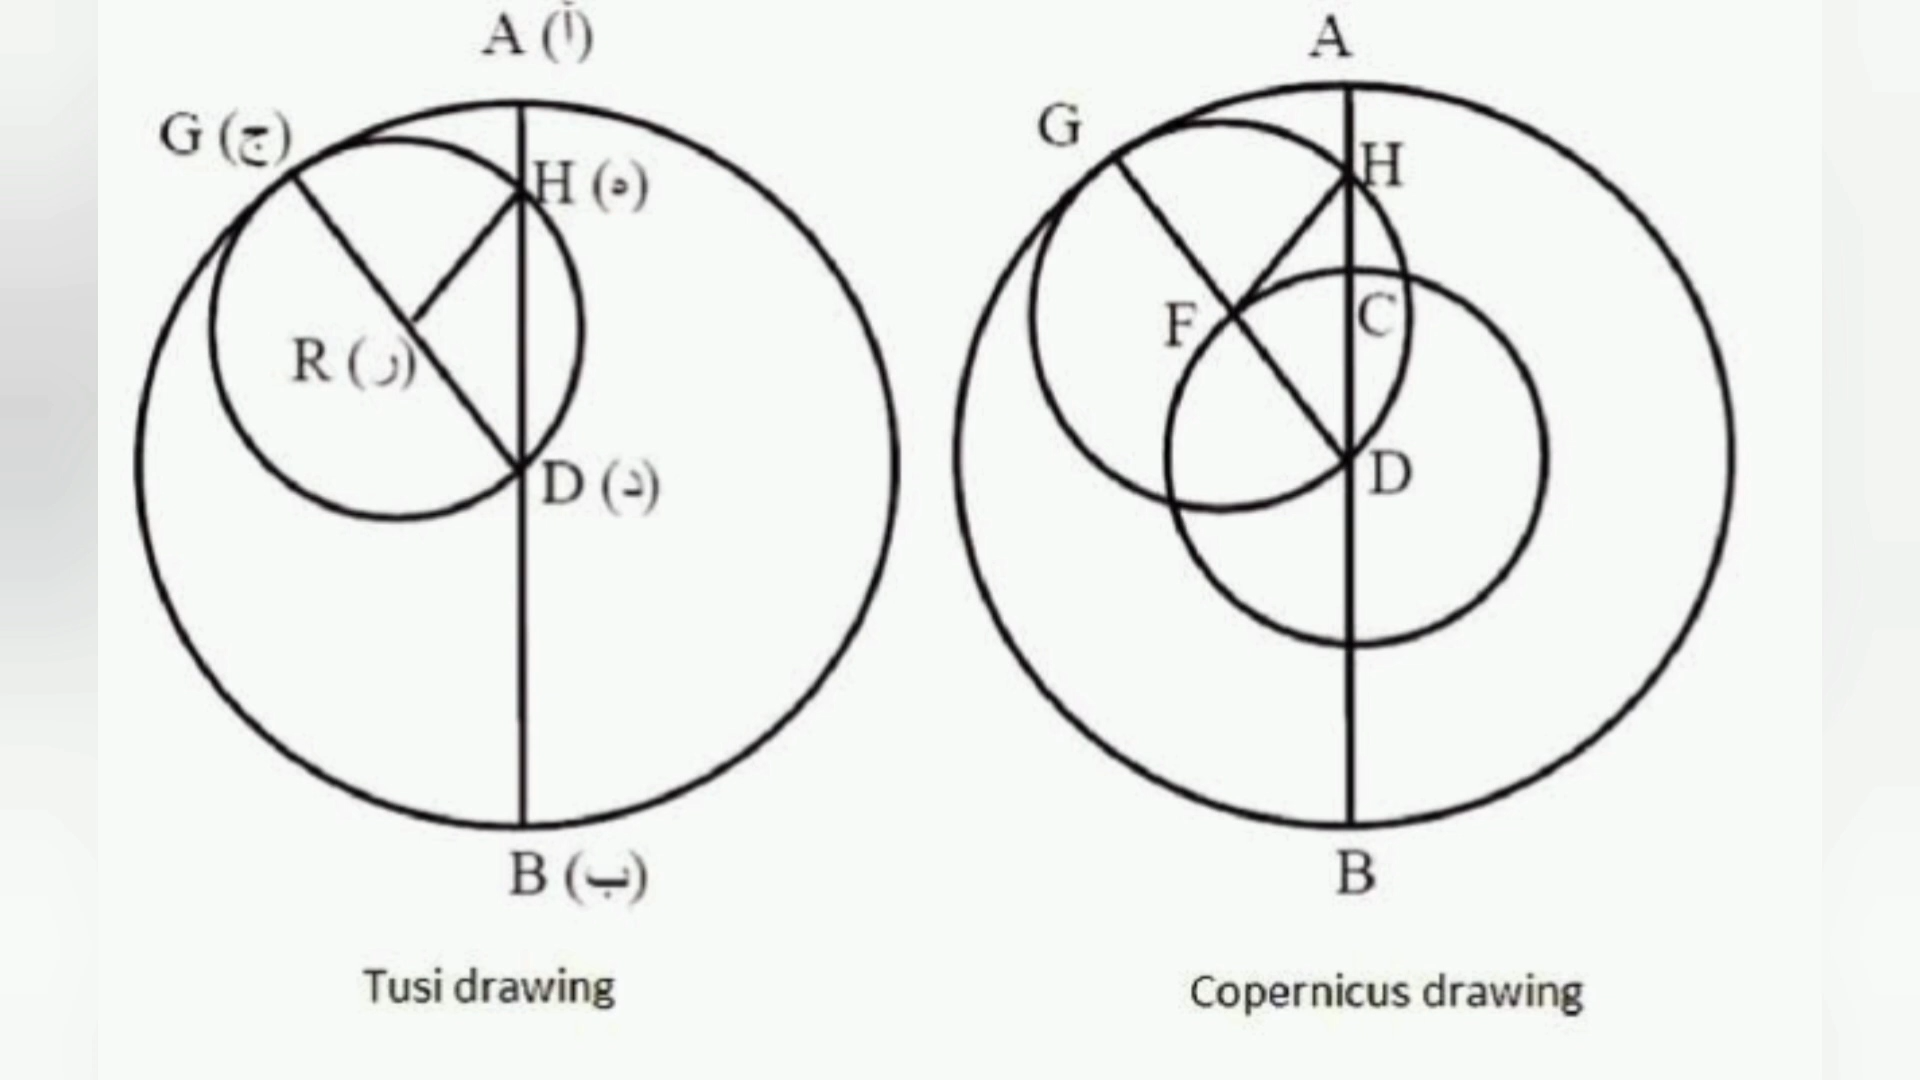 A (أ)
G (ج)
H (ه)
R (ر)
D (د)
B (ب)
Tusi drawing
A
G
H
F
C
D
B
Copernicus drawing